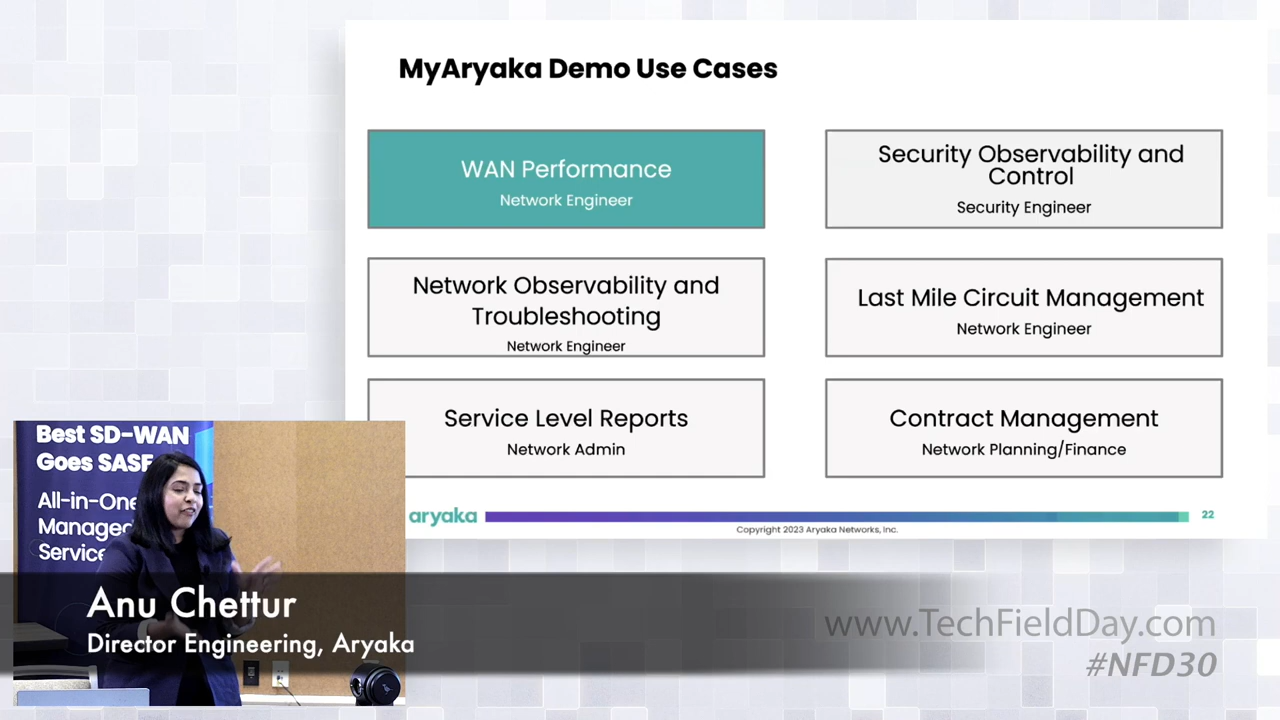 MyAryaka Demo Use Cases
WAN Performance
Network Engineer
Security Observability and
Control
Security Engineer
Network Observability and
Troubleshooting
Network Engineer
Last Mile Circuit Management
Network Engineer
Service Level Reports
Network Admin
Contract Management
Network Planning/Finance
aryaka
22
Copyright 2023 Aryaka Networks, Inc.
Best SD-WAN
Goes SASE
All-in-One
Managed
Service
Anu Chettur
Director Engineering, Aryaka
www.TechFieldDay.com
#NFD30